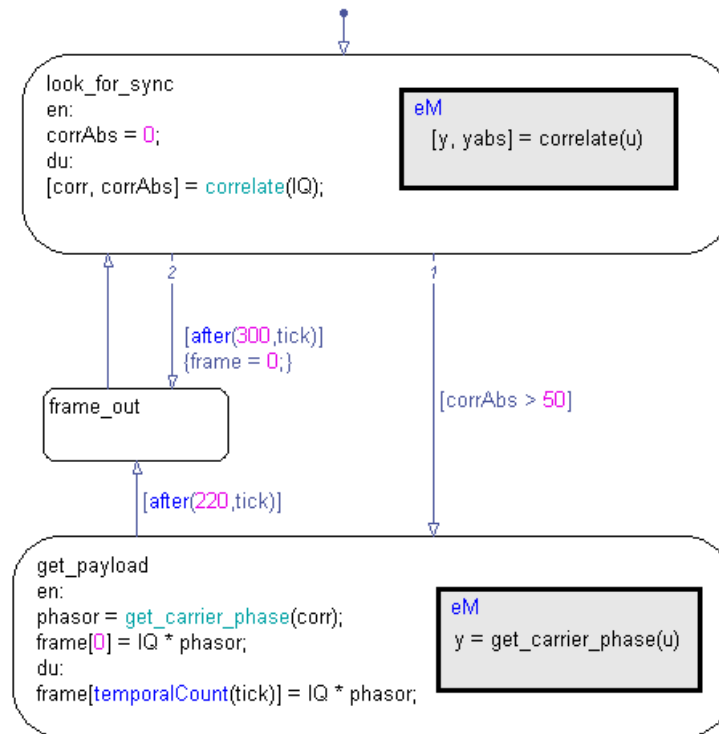 look_for_sync
en:
corrAbs = 0;
du:
[corr, corrAbs] = correlate(IQ);
eM
[y, yabs] = correlate(u)
2
1
[after(300,tick)]
{frame = 0;}
frame_out
[corrAbs > 50]
[after(220,tick)]
get_payload
en:
phasor = get_carrier_phase(corr);
frame[0] = IQ * phasor;
du:
frame[temporalCount(tick)] = IQ * phasor;
eM
y = get_carrier_phase(u)